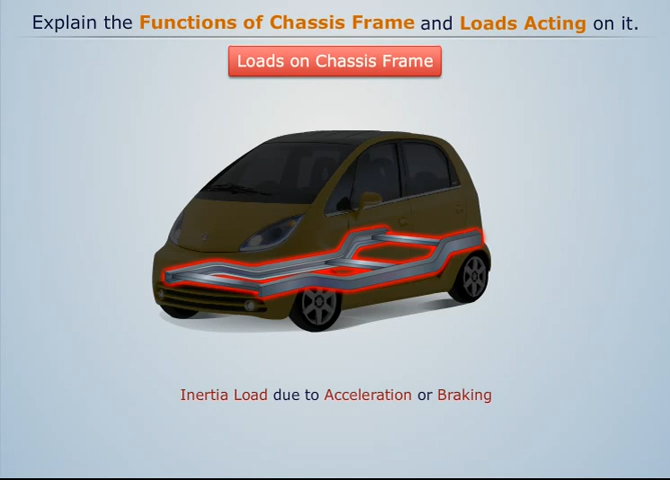 Explain the Functions of Chassis Frame and Loads Acting on it.
Loads on Chassis Frame
Inertia Load due to Acceleration or Braking